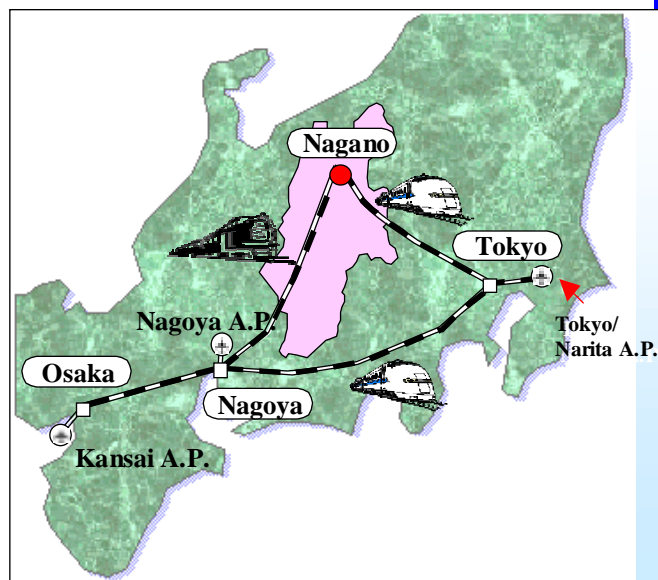 Nagano
Tokyo
Nagoya A.P.
Tokyo/
Narita A.P.
Osaka
Nagoya
Kansai A.P.